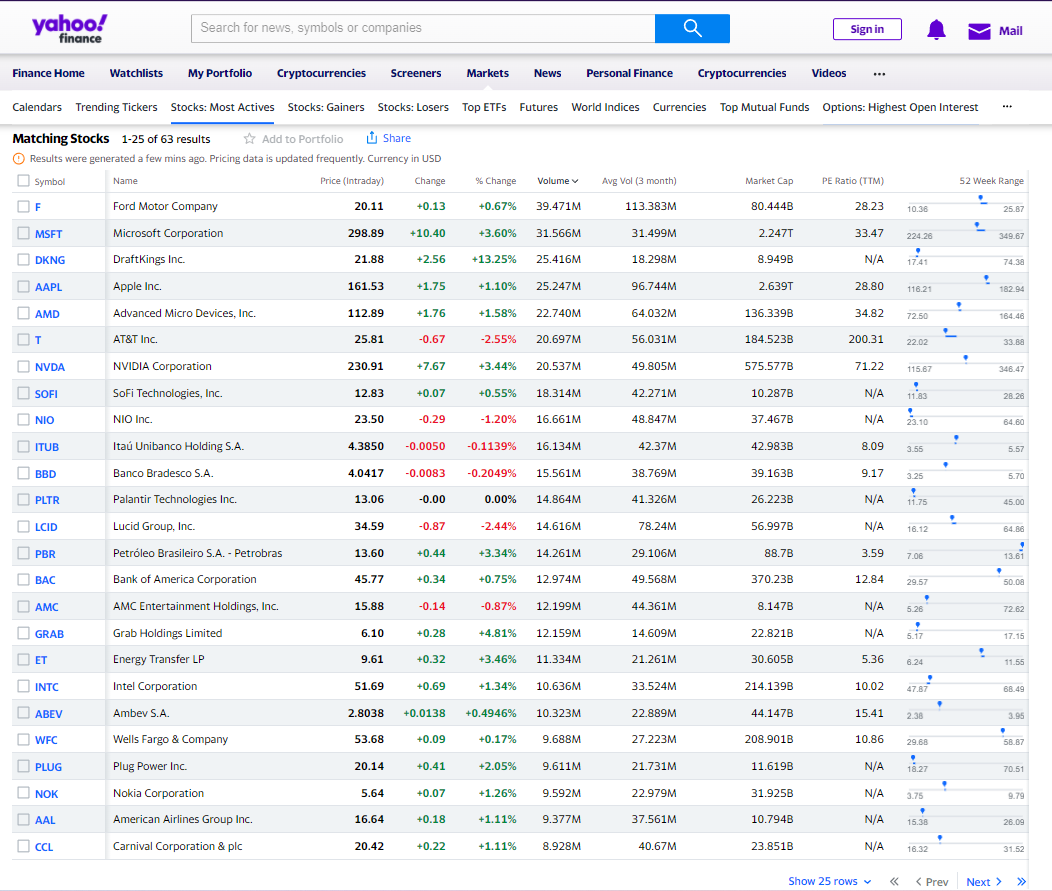 yahoo!
finance
Search for news, symbols or companies
Sign in
Mail
Finance Home Watchlists My Portfolio Cryptocurrencies Screeners Markets News Personal Finance Cryptocurrencies Videos ...
Calendars Trending Tickers Stocks: Most Actives Stocks: Gainers Stocks: Losers Top ETFs Futures World Indices Currencies Top Mutual Funds Options: Highest Open Interest ...
Matching Stocks 1-25 of 63 results Add to Portfolio Share
Results were generated a few mins ago. Pricing data is updated frequently. Currency in USD
Symbol Name Price (Intraday) Change % Change Volume Avg Vol (3 month) Market Cap PE Ratio (TTM) 52 Week Range
F Ford Motor Company 20.11 +0.13 +0.67% 39.471M 113.383M 80.444B 28.23 10.36 25.87
MSFT Microsoft Corporation 298.89 +10.40 +3.60% 31.566M 31.499M 2.247T 33.47 224.26 349.67
DKNG DraftKings Inc. 21.88 +2.56 +13.25% 25.416M 18.298M 8.949B N/A 17.41 74.38
AAPL Apple Inc. 161.53 +1.75 +1.10% 25.247M 96.744M 2.639T 28.80 116.21 182.94
AMD Advanced Micro Devices, Inc. 112.89 +1.76 +1.58% 22.740M 64.032M 136.339B 34.82 72.50 164.46
T AT&T Inc. 25.81 -0.67 -2.55% 20.697M 56.031M 184.523B 200.31 22.02 33.88
NVDA NVIDIA Corporation 230.91 +7.67 +3.44% 20.537M 49.805M 575.577B 71.22 115.67 346.47
SOFI SoFi Technologies, Inc. 12.83 +0.07 +0.55% 18.314M 42.271M 10.287B N/A 11.83 28.26
NIO NIO Inc. 23.50 -0.29 -1.20% 16.661M 48.847M 37.467B N/A 23.10 64.60
ITUB Itaú Unibanco Holding S.A. 4.3850 -0.0050 -0.1139% 16.134M 42.37M 42.983B 8.09 3.55 5.57
BBD Banco Bradesco S.A. 4.0417 -0.0083 -0.2049% 15.561M 38.769M 39.163B 9.17 3.25 5.70
PLTR Palantir Technologies Inc. 13.06 -0.00 0.00% 14.864M 41.326M 26.223B N/A 11.75 45.00
LCID Lucid Group, Inc. 34.59 -0.87 -2.44% 14.616M 78.24M 56.997B N/A 16.12 64.86
PBR Petróleo Brasileiro S.A. - Petrobras 13.60 +0.44 +3.34% 14.261M 29.106M 88.7B 3.59 7.06 13.61
BAC Bank of America Corporation 45.77 +0.34 +0.75% 12.974M 49.568M 370.23B 12.84 29.57 50.08
AMC AMC Entertainment Holdings, Inc. 15.88 -0.14 -0.87% 12.199M 44.361M 8.147B N/A 5.26 72.62
GRAB Grab Holdings Limited 6.10 +0.28 +4.81% 12.159M 14.609M 22.821B N/A 5.17 17.15
ET Energy Transfer LP 9.61 +0.32 +3.46% 11.334M 21.261M 30.605B 5.36 6.24 11.55
INTC Intel Corporation 51.69 +0.69 +1.34% 10.636M 33.524M 214.139B 10.02 47.87 68.49
ABEV Ambev S.A. 2.8038 +0.0138 +0.4946% 10.323M 22.889M 44.147B 15.41 2.38 3.95
WFC Wells Fargo & Company 53.68 +0.09 +0.17% 9.688M 27.223M 208.901B 10.86 29.68 58.87
PLUG Plug Power Inc. 20.14 +0.41 +2.05% 9.611M 21.731M 11.619B N/A 18.27 70.51
NOK Nokia Corporation 5.64 +0.07 +1.26% 9.592M 22.979M 31.925B N/A 3.75 9.79
AAL American Airlines Group Inc. 16.64 +0.18 +1.11% 9.377M 37.561M 10.794B N/A 15.38 26.09
CCL Carnival Corporation & plc 20.42 +0.22 +1.11% 8.928M 40.67M 23.851B N/A 16.32 31.52
Show 25 rows Prev Next